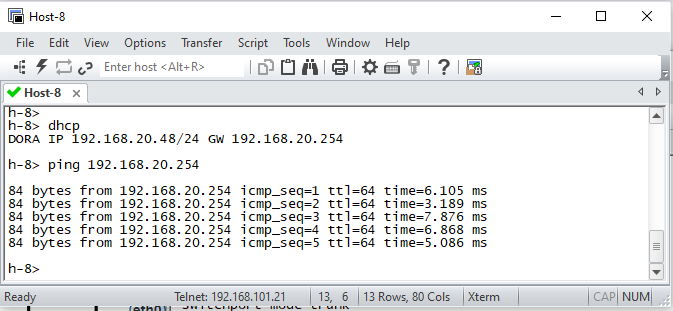 Host-8
File Edit View Options Transfer Script Tools Window Help
Enter host <Alt+R>
Host-8
h-8>
h-8> dhcp
DORA IP 192.168.20.48/24 GW 192.168.20.254
h-8> ping 192.168.20.254
84 bytes from 192.168.20.254 icmp_seq=1 ttl=64 time=6.105 ms
84 bytes from 192.168.20.254 icmp_seq=2 ttl=64 time=3.189 ms
84 bytes from 192.168.20.254 icmp_seq=3 ttl=64 time=7.876 ms
84 bytes from 192.168.20.254 icmp_seq=4 ttl=64 time=6.868 ms
84 bytes from 192.168.20.254 icmp_seq=5 ttl=64 time=5.086 ms
h-8>
Ready Telnet: 192.168.101.21 13, 6 13 Rows, 80 Cols Xterm CAP NUM
switchport mode trunk